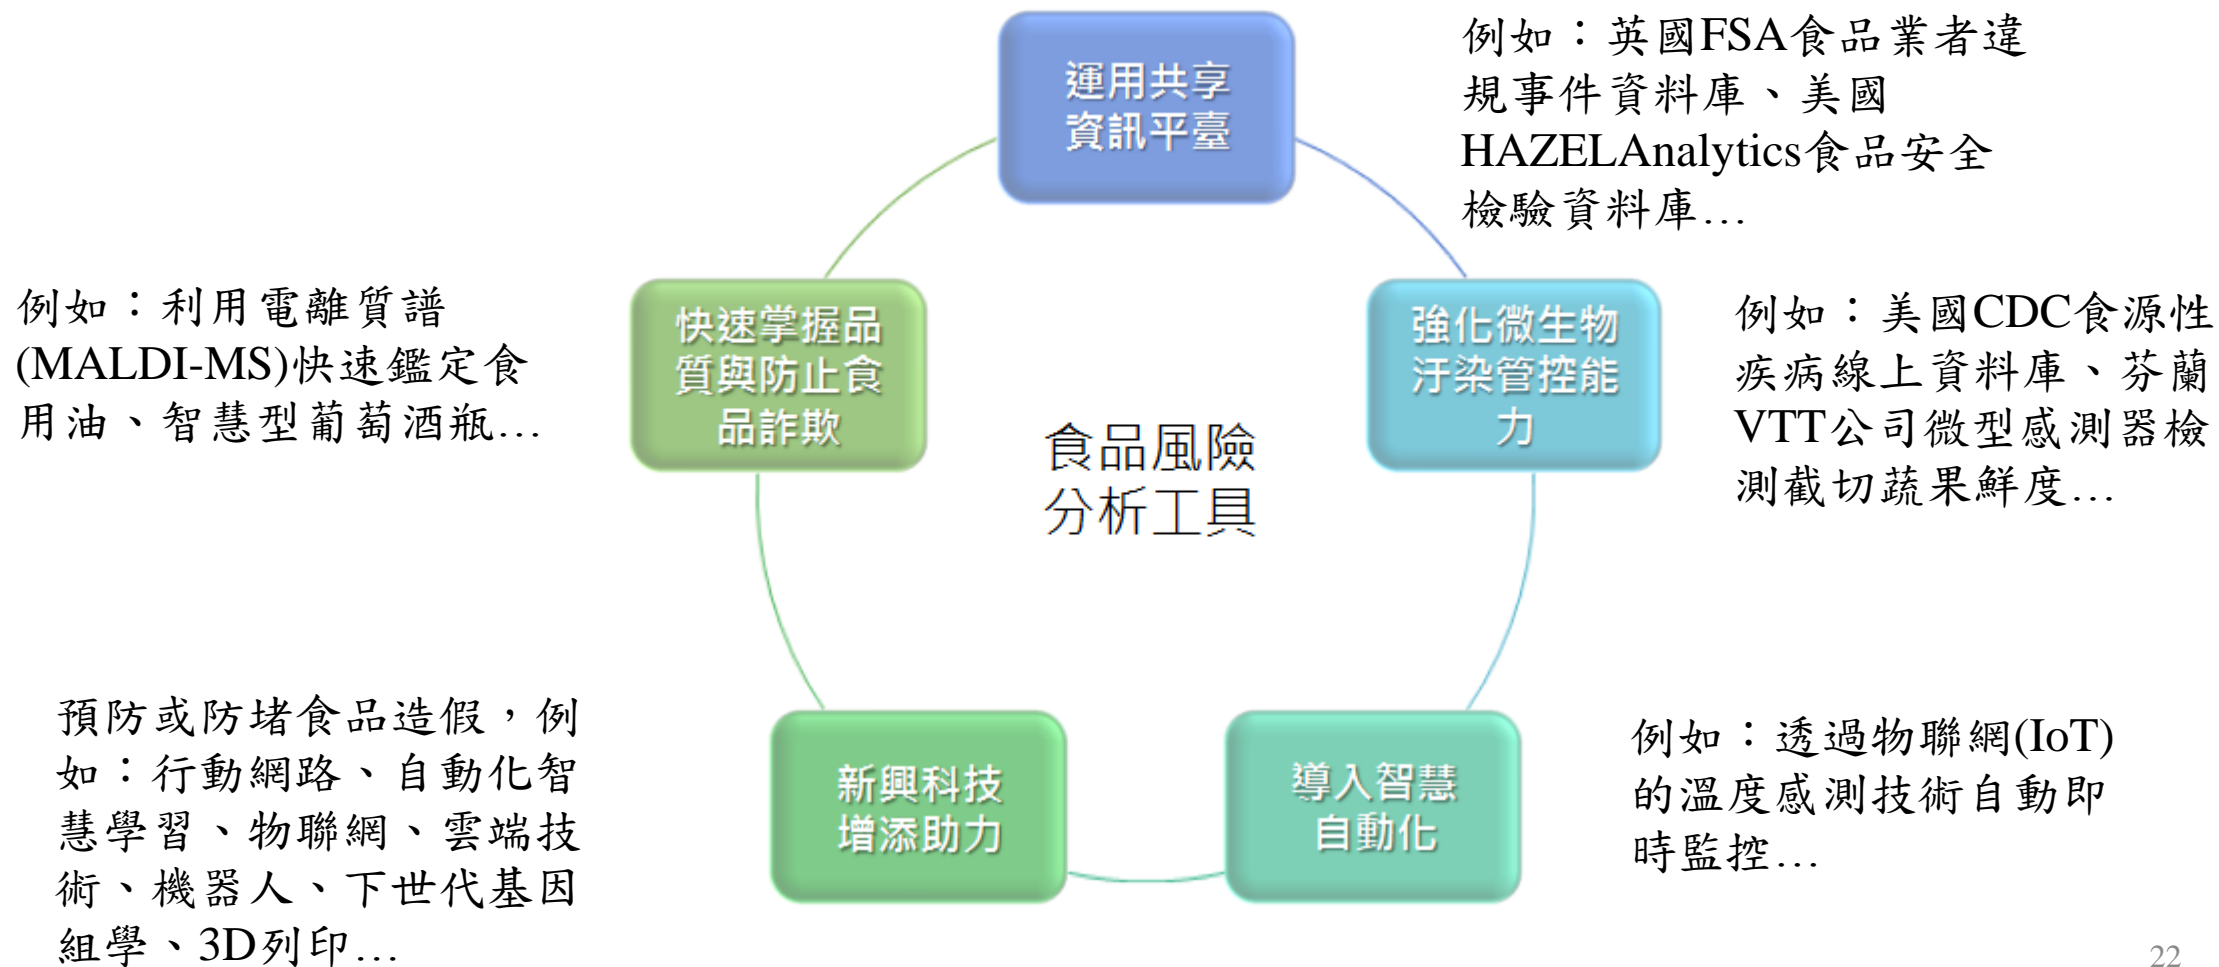 運用共享
資訊平臺
例如：英國FSA食品業者違
規事件資料庫、美國
HAZELAnalytics食品安全
檢驗資料庫…
強化微生物
汙染管控能
力
例如：美國CDC食源性
疾病線上資料庫、芬蘭
VTT公司微型感測器檢
測截切蔬果鮮度…
導入智慧
自動化
例如：透過物聯網(IoT)
的溫度感測技術自動即
時監控…
新興科技
增添助力
預防或防堵食品造假，例
如：行動網路、自動化智
慧學習、物聯網、雲端技
術、機器人、下世代基因
組學、3D列印…
快速掌握品
質與防止食
品詐欺
例如：利用電離質譜
(MALDI-MS)快速鑑定食
用油、智慧型葡萄酒瓶…
食品風險
分析工具
22